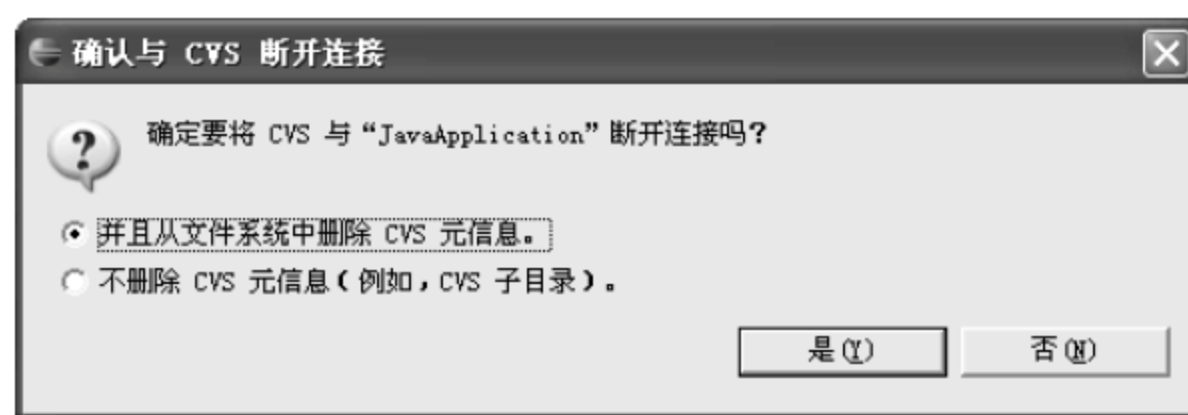 确认与 CVS 断开连接
确定要将 CVS 与“JavaApplication”断开连接吗？
并且从文件系统中删除 CVS 元信息。
不删除 CVS 元信息(例如,CVS 子目录)。
是(Y) 否(N)